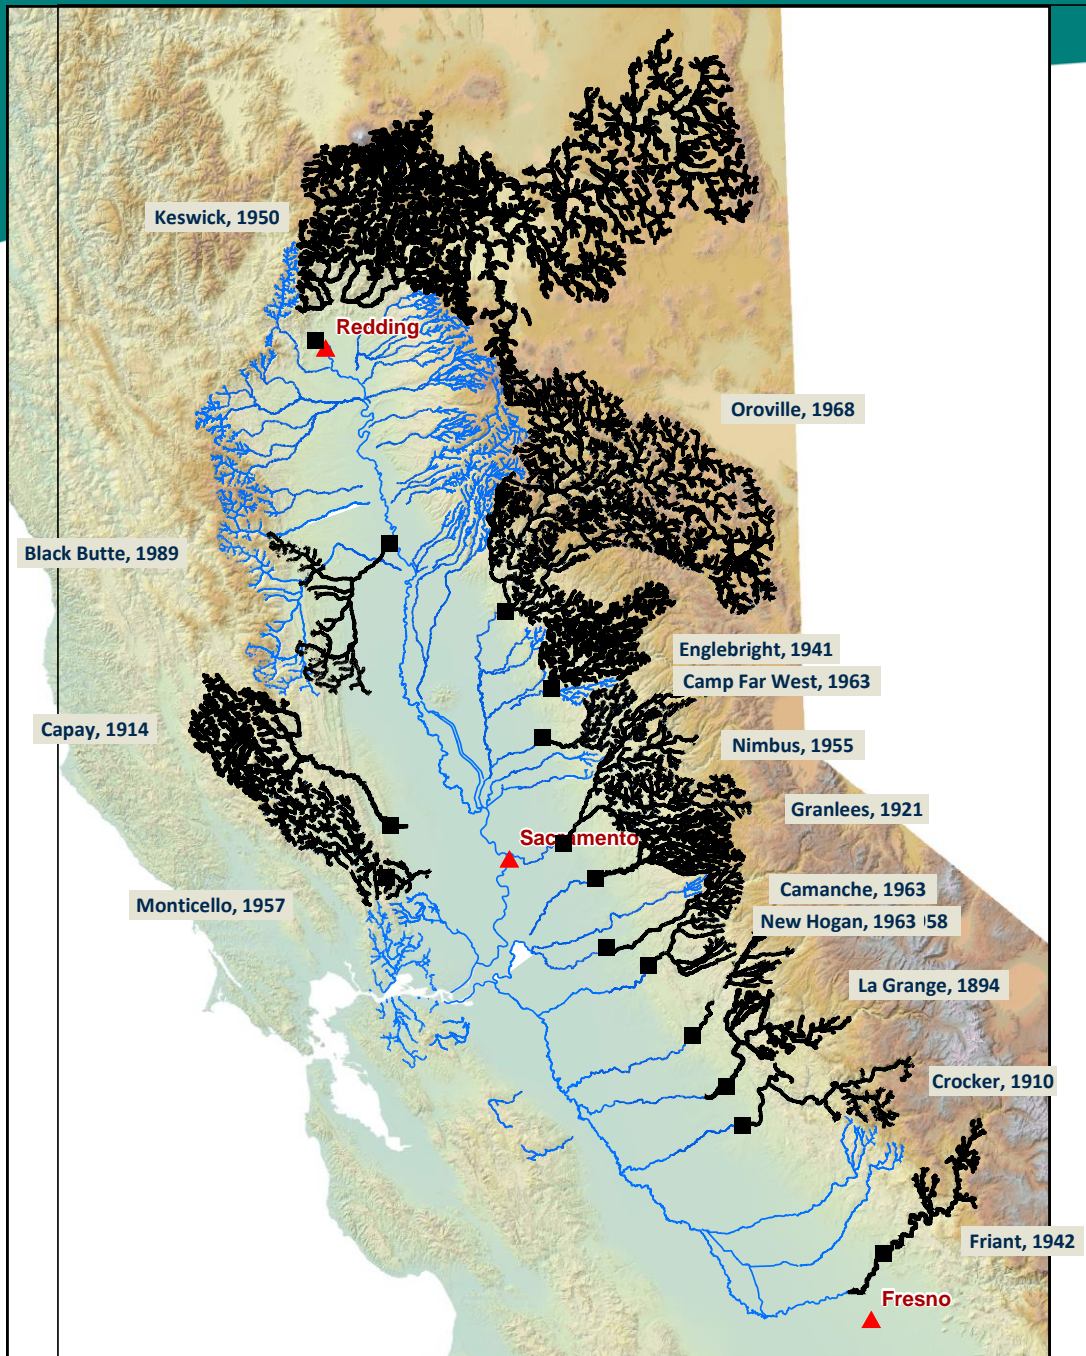 Keswick, 1950
Redding
Oroville, 1968
Black Butte, 1989
Englebright, 1941
Camp Far West, 1963
Capay, 1914
Nimbus, 1955
Granlees, 1921
Sacramento
Camanche, 1963
Monticello, 1957
New Hogan, 1963 958
La Grange, 1894
Crocker, 1910
Friant, 1942
Fresno